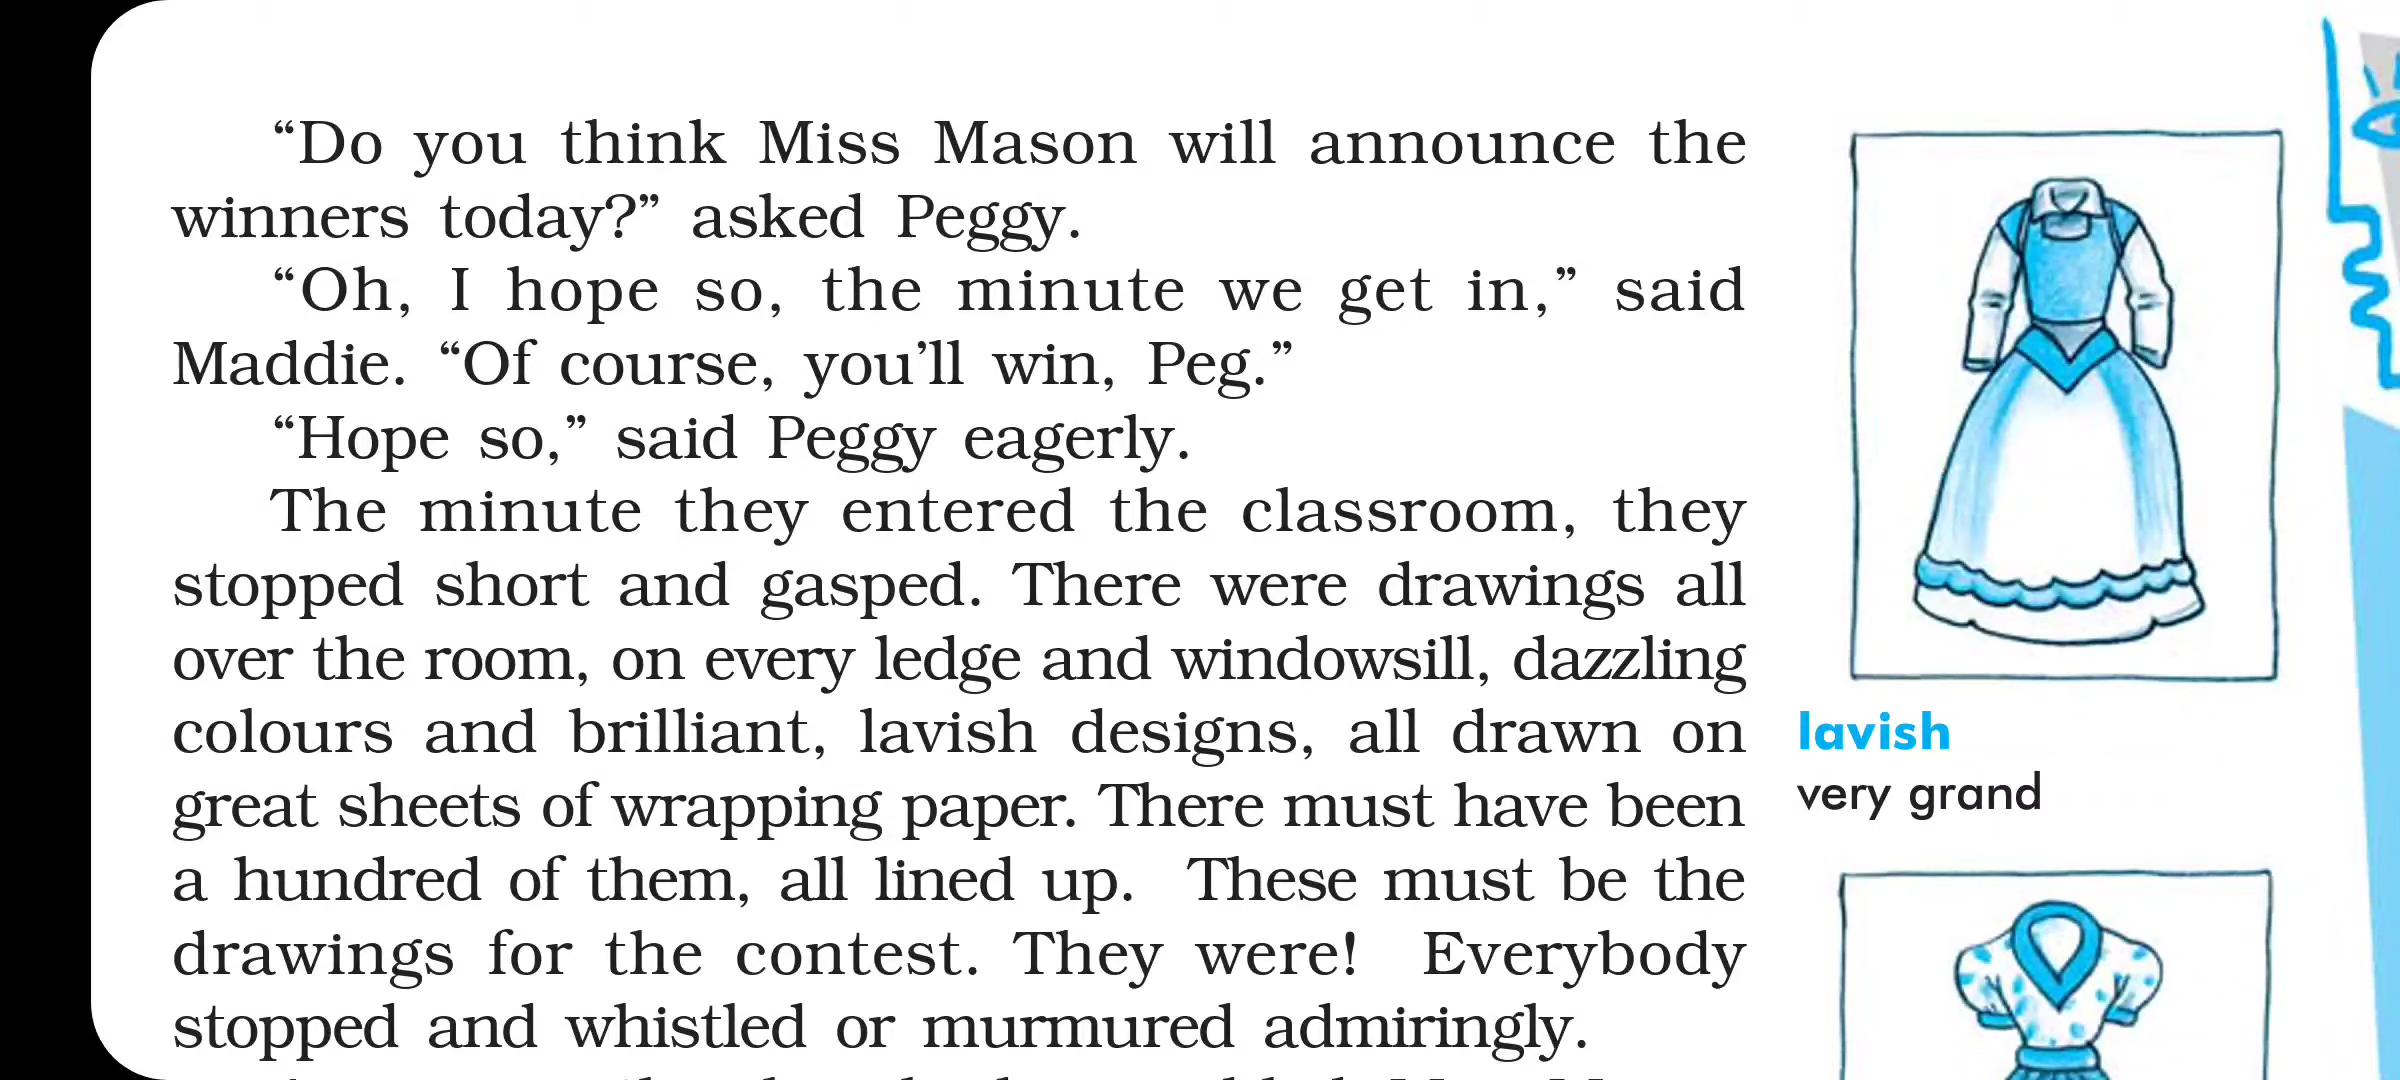 “Do you think Miss Mason will announce the
winners today?” asked Peggy.
“Oh, I hope so, the minute we get in,” said
Maddie. “Of course, you’ll win, Peg.”
“Hope so,” said Peggy eagerly.
The minute they entered the classroom, they
stopped short and gasped. There were drawings all
over the room, on every ledge and windowsill, dazzling
colours and brilliant, lavish designs, all drawn on
great sheets of wrapping paper. There must have been
a hundred of them, all lined up. These must be the
drawings for the contest. They were! Everybody
stopped and whistled or murmured admiringly.
lavish
very grand